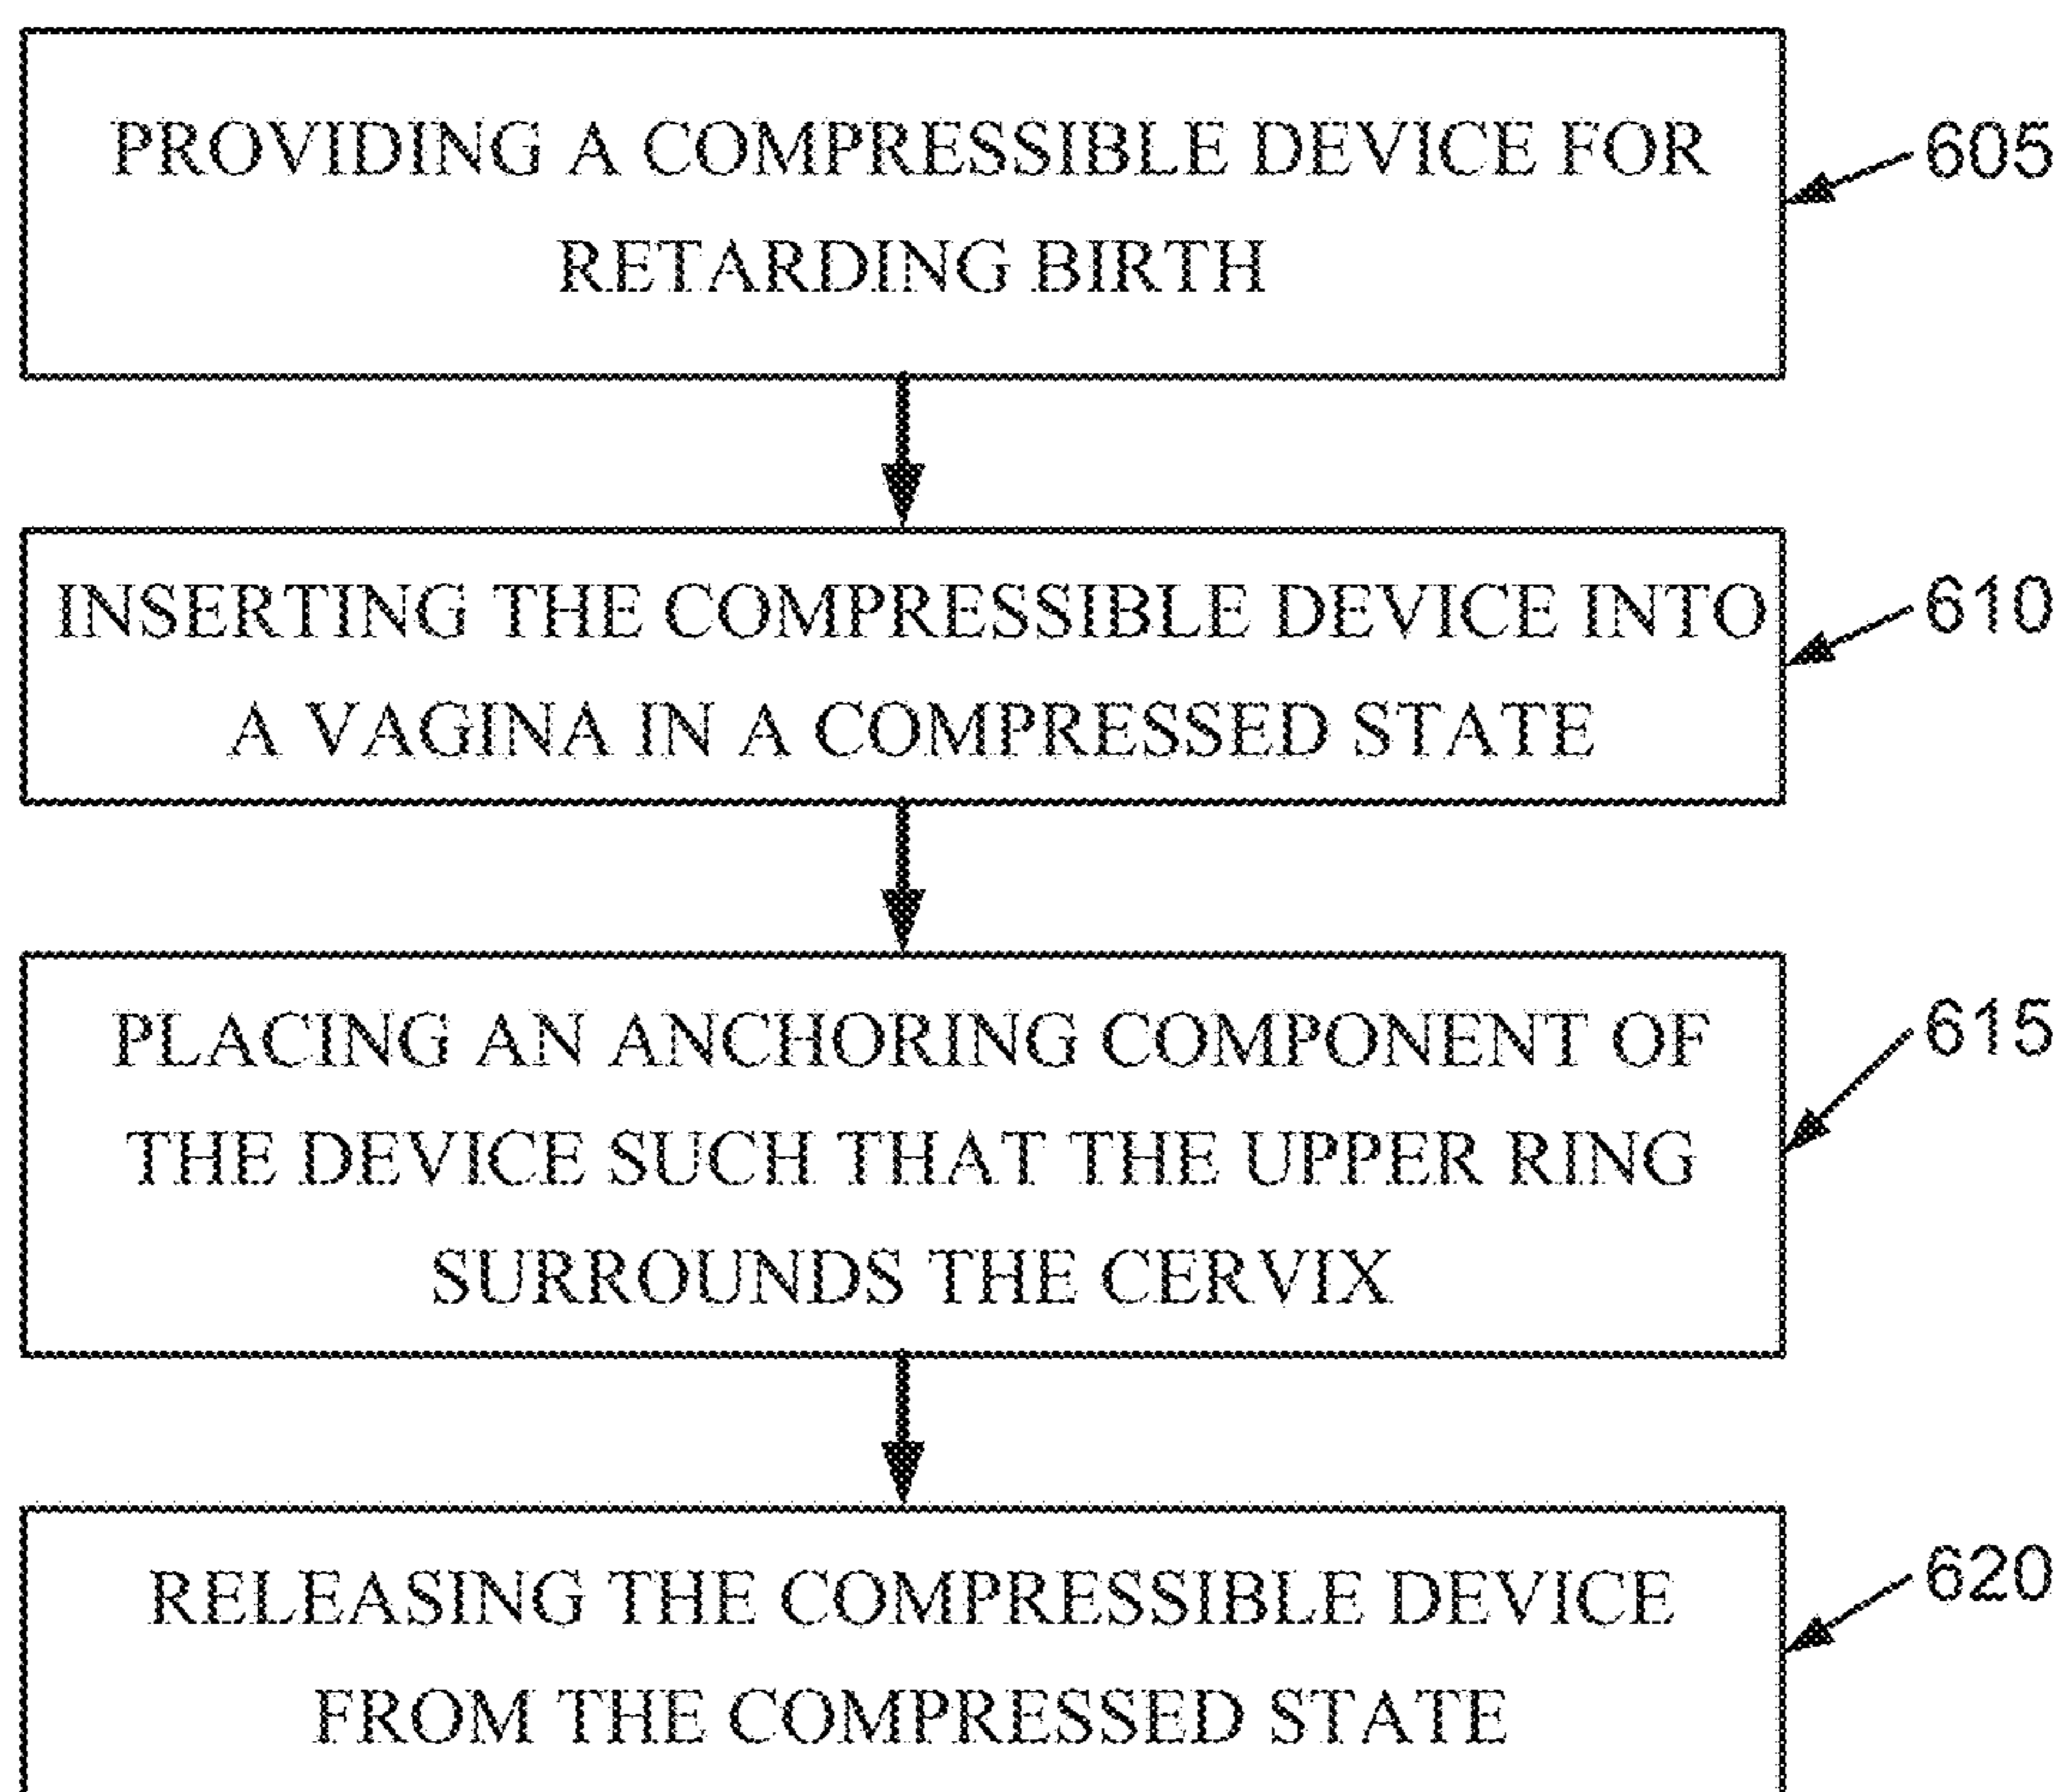 PROVIDING A COMPRESSIBLE DEVICE FOR
RETARDING BIRTH
605
INSERTING THE COMPRESSIBLE DEVICE INTO
A VAGINA IN A COMPRESSED STATE
610
PLACING AN ANCHORING COMPONENT OF
THE DEVICE SUCH THAT THE UPPER RING
SURROUNDS THE CERVIX
615
RELEASING THE COMPRESSIBLE DEVICE
FROM THE COMPRESSED STATE
620